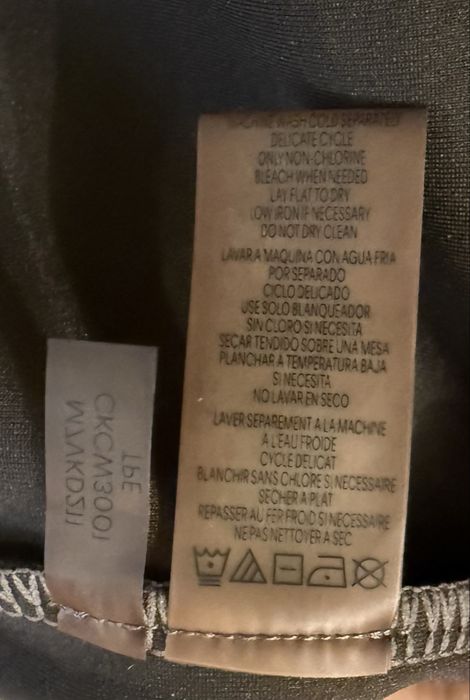 MACHINE WASH COLD SEPARATELY
DELICATE CYCLE
ONLY NON-CHLORINE
BLEACH WHEN NEEDED
LAY FLAT TO DRY
LOW IRON IF NECESSARY
DO NOT DRY CLEAN
LAVAR A MAQUINA CON AGUA FRIA
POR SEPARADO
CICLO DELICADO
USE SOLO BLANQUEADOR
SIN CLORO SI NECESITA
SECAR TENDIDO SOBRE UNA MESA
PLANCHAR A TEMPERATURA BAJA
SI NECESITA
NO LAVAR EN SECO
LAVER SEPAREMENT A LA MACHINE
A L'EAU FROIDE
CYCLE DELICAT
BLANCHIR SANS CHLORE SI NECESSAIRE
SECHER A PLAT
REPASSER AU FER FROID SI NECESSAIRE
NE PAS NETTOYER A SEC
CKCM3001